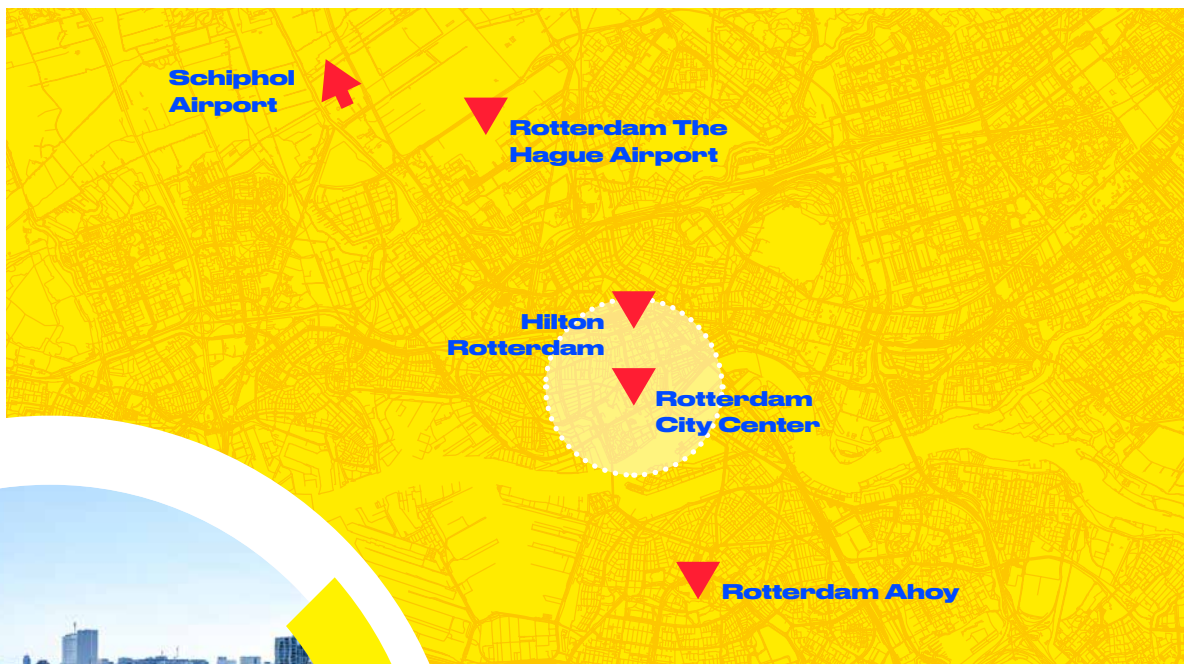 Schiphol
Airport
Rotterdam The
Hague Airport
Hilton
Rotterdam
Rotterdam
City Center
Rotterdam Ahoy